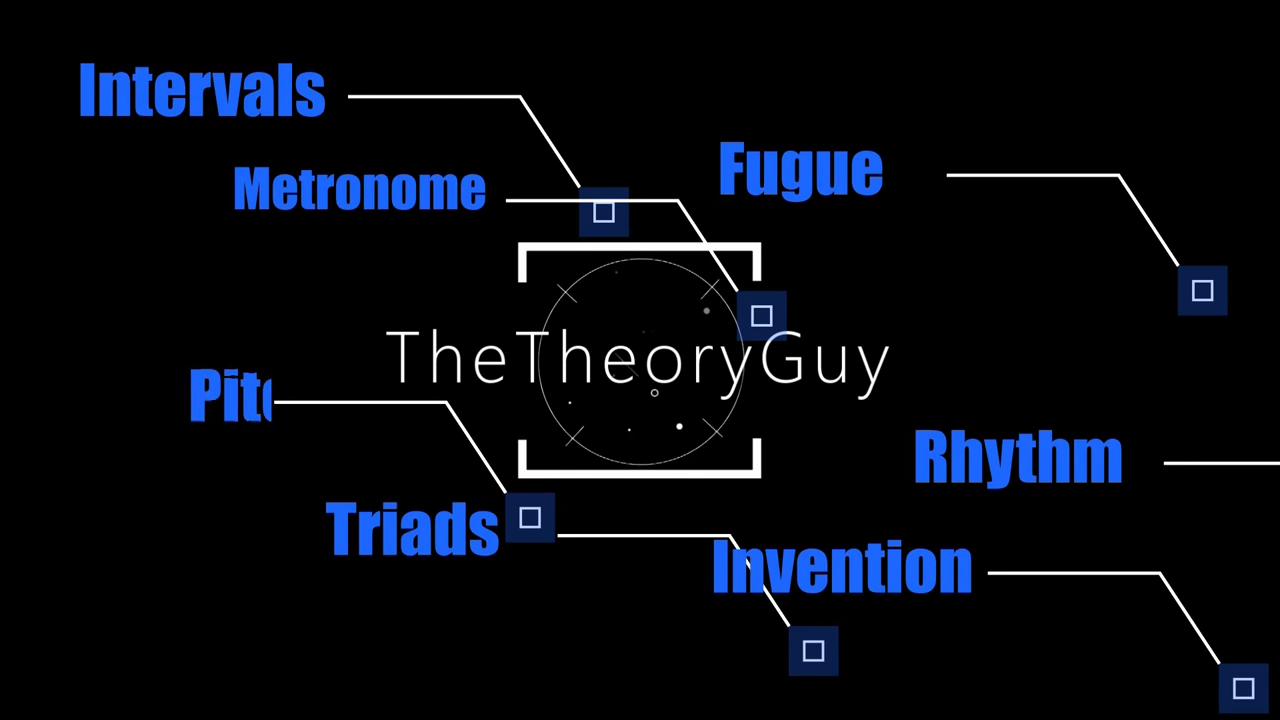 Intervals
Fugue
Metronome
TheTheoryGuy
Rhythm
Triads
Invention